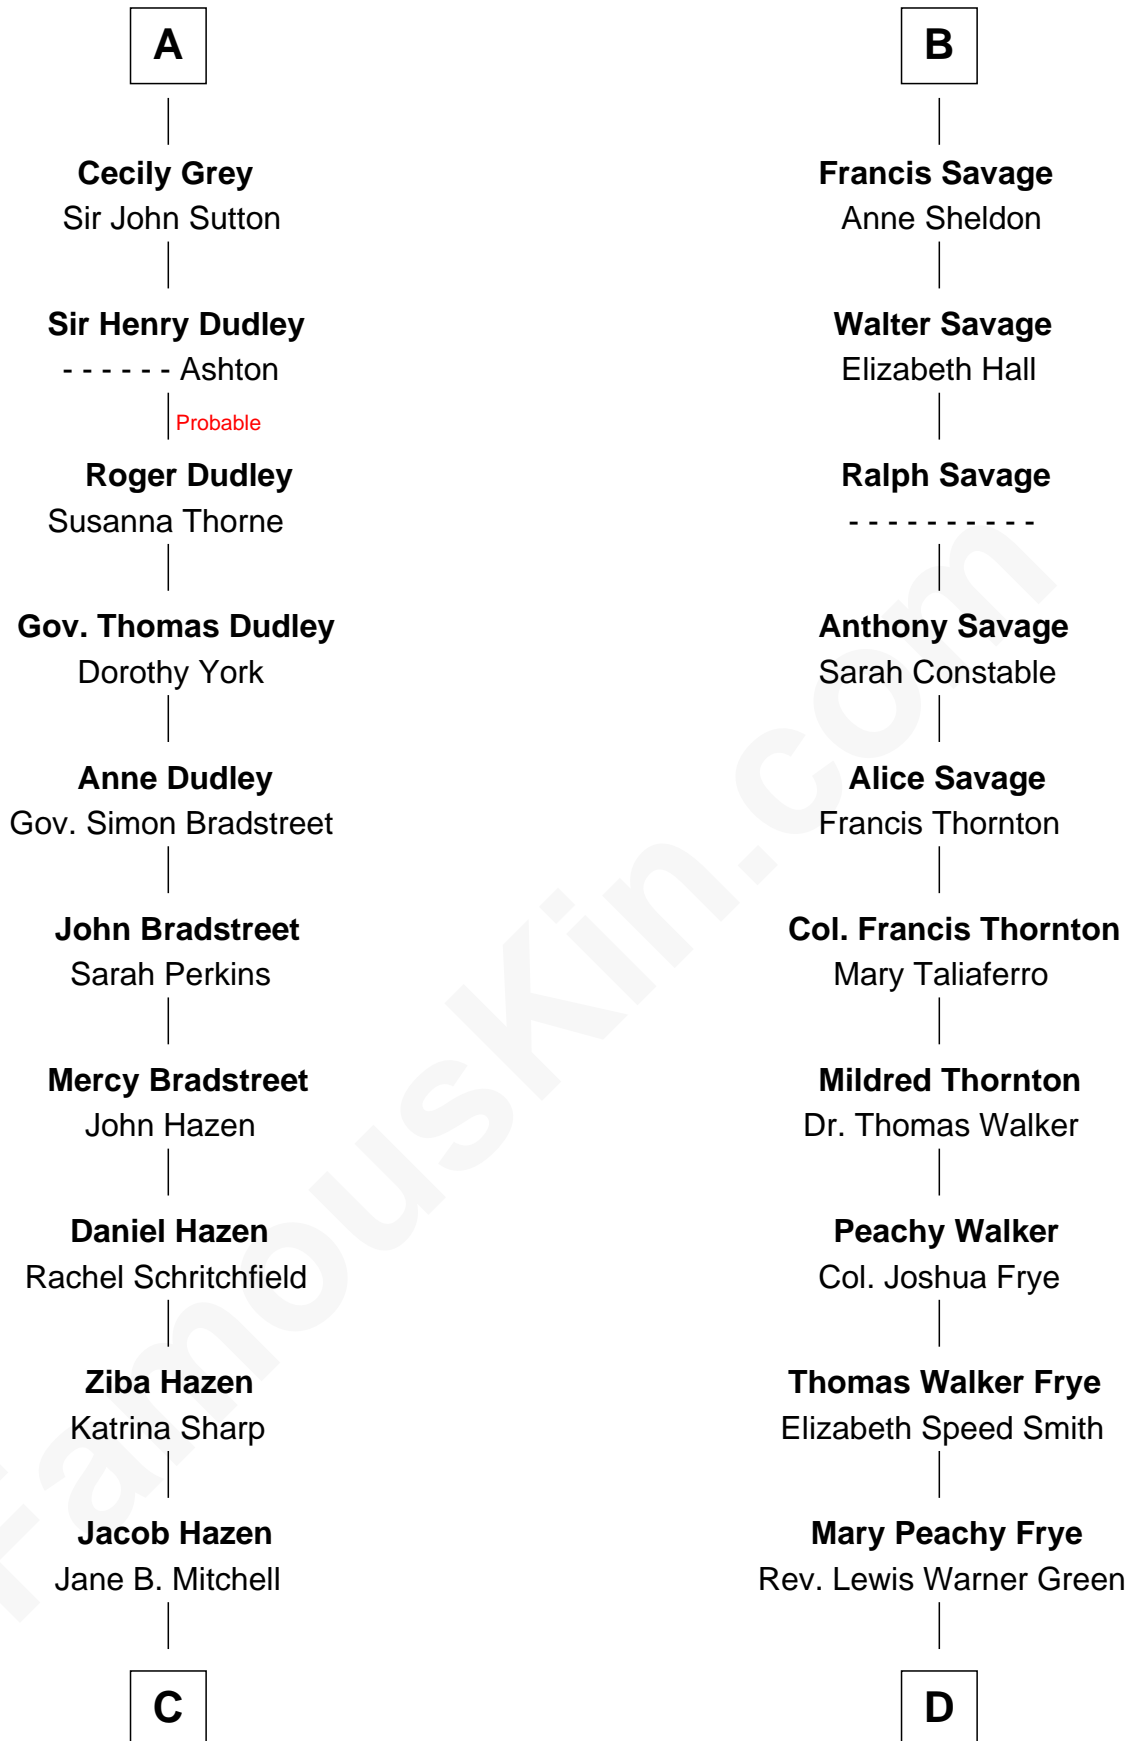 A
Cecily Grey
Sir John Sutton
Sir Henry Dudley
- - - - - - Ashton
Probable
Roger Dudley
Susanna Thorne
Gov. Thomas Dudley
Dorothy York
Anne Dudley
Gov. Simon Bradstreet
John Bradstreet
Sarah Perkins
Mercy Bradstreet
John Hazen
Daniel Hazen
Rachel Schritchfield
Ziba Hazen
Katrina Sharp
Jacob Hazen
Jane B. Mitchell
C
B
Francis Savage
Anne Sheldon
Walter Savage
Elizabeth Hall
Ralph Savage
- - - - - - - - - -
Anthony Savage
Sarah Constable
Alice Savage
Francis Thornton
Col. Francis Thornton
Mary Taliaferro
Mildred Thornton
Dr. Thomas Walker
Peachy Walker
Col. Joshua Frye
Thomas Walker Frye
Elizabeth Speed Smith
Mary Peachy Frye
Rev. Lewis Warner Green
D
FamousKin.com